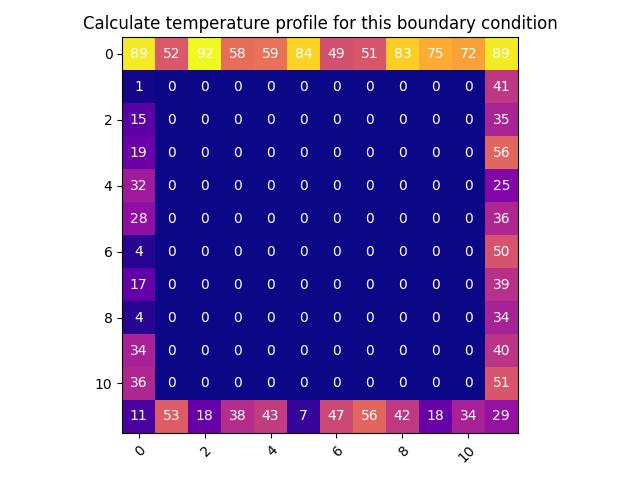 Calculate temperature profile for this boundary condition
0 89 52 92 58 59 84 49 51 83 75 72 89
1 0 0 0 0 0 0 0 0 0 0 41
2 15 0 0 0 0 0 0 0 0 0 0 35
19 0 0 0 0 0 0 0 0 0 0 56
4 32 0 0 0 0 0 0 0 0 0 0 25
28 0 0 0 0 0 0 0 0 0 0 36
6 4 0 0 0 0 0 0 0 0 0 0 50
17 0 0 0 0 0 0 0 0 0 0 39
8 4 0 0 0 0 0 0 0 0 0 0 34
34 0 0 0 0 0 0 0 0 0 0 40
10 36 0 0 0 0 0 0 0 0 0 0 51
11 53 18 38 43 7 47 56 42 18 34 29
0 2 4 6 8 10